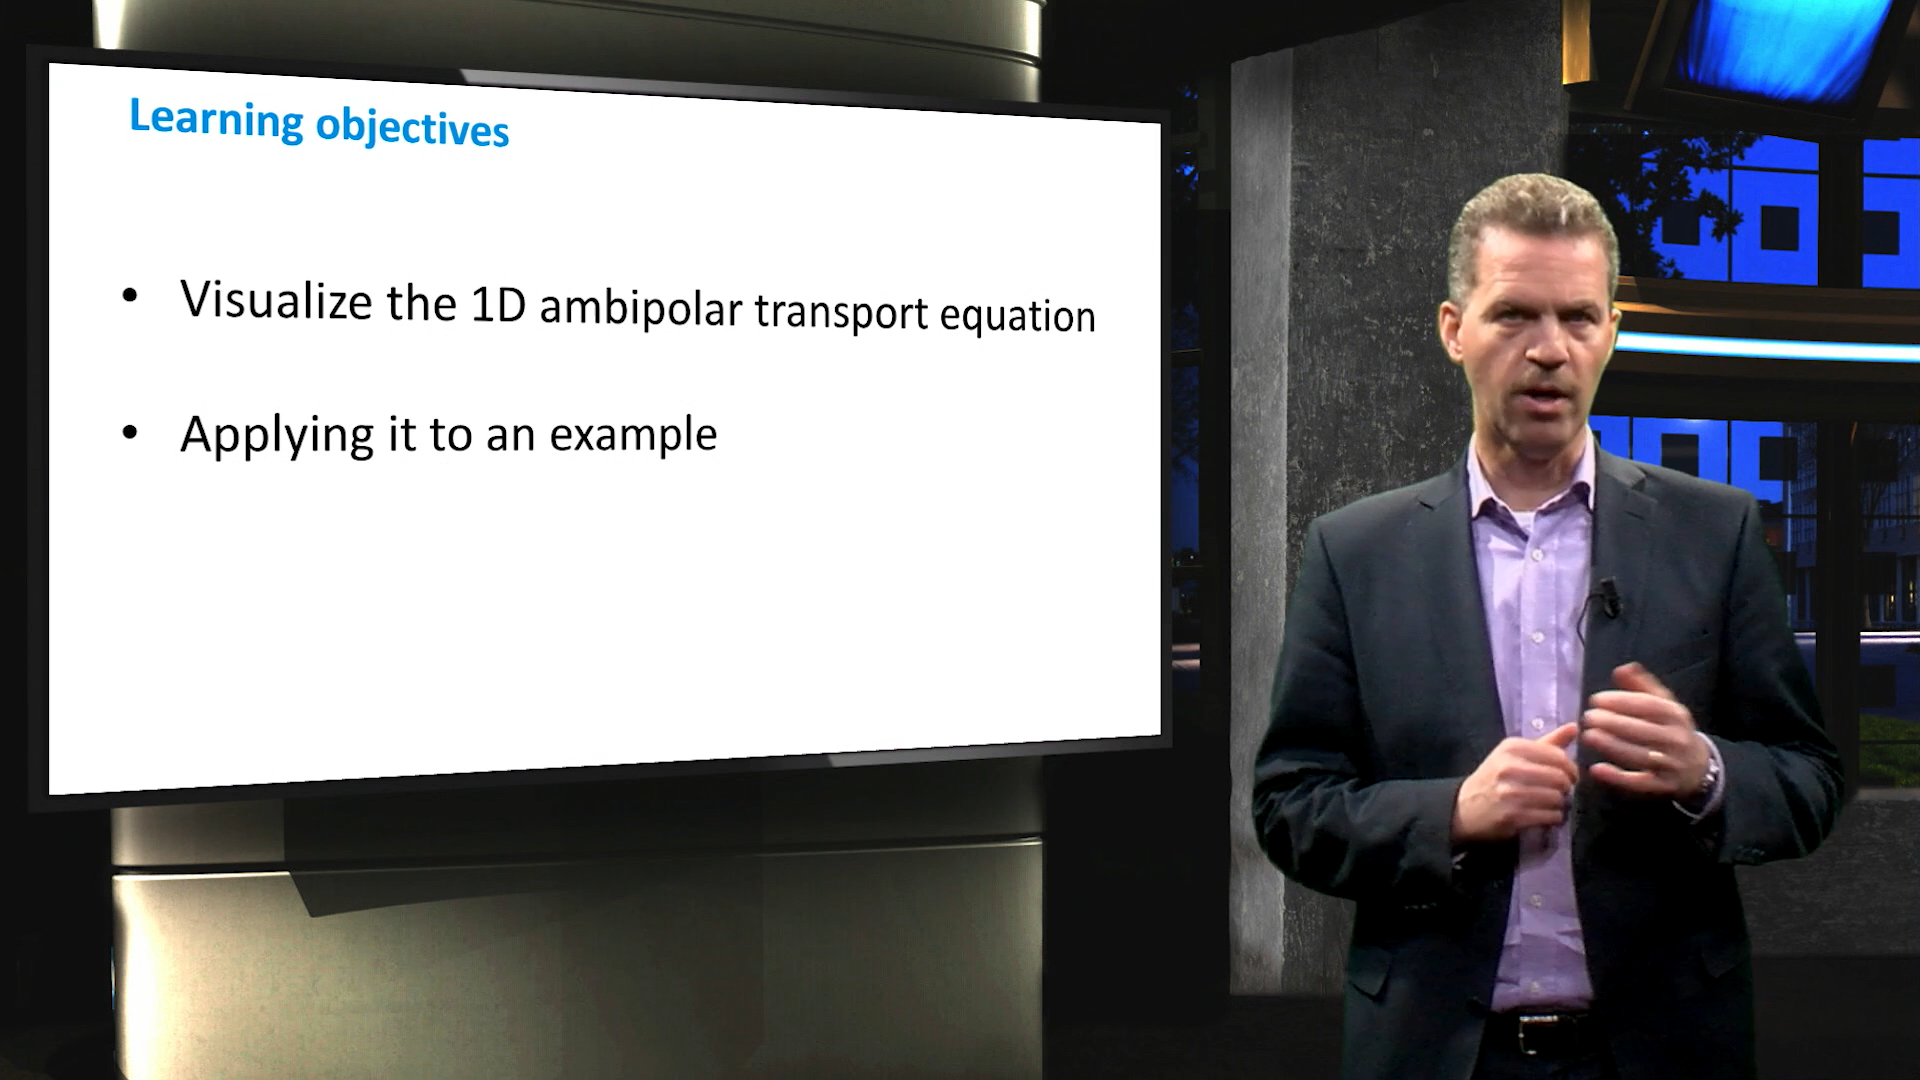 Learning objectives
• Visualize the 1D ambipolar transport equation
• Applying it to an example